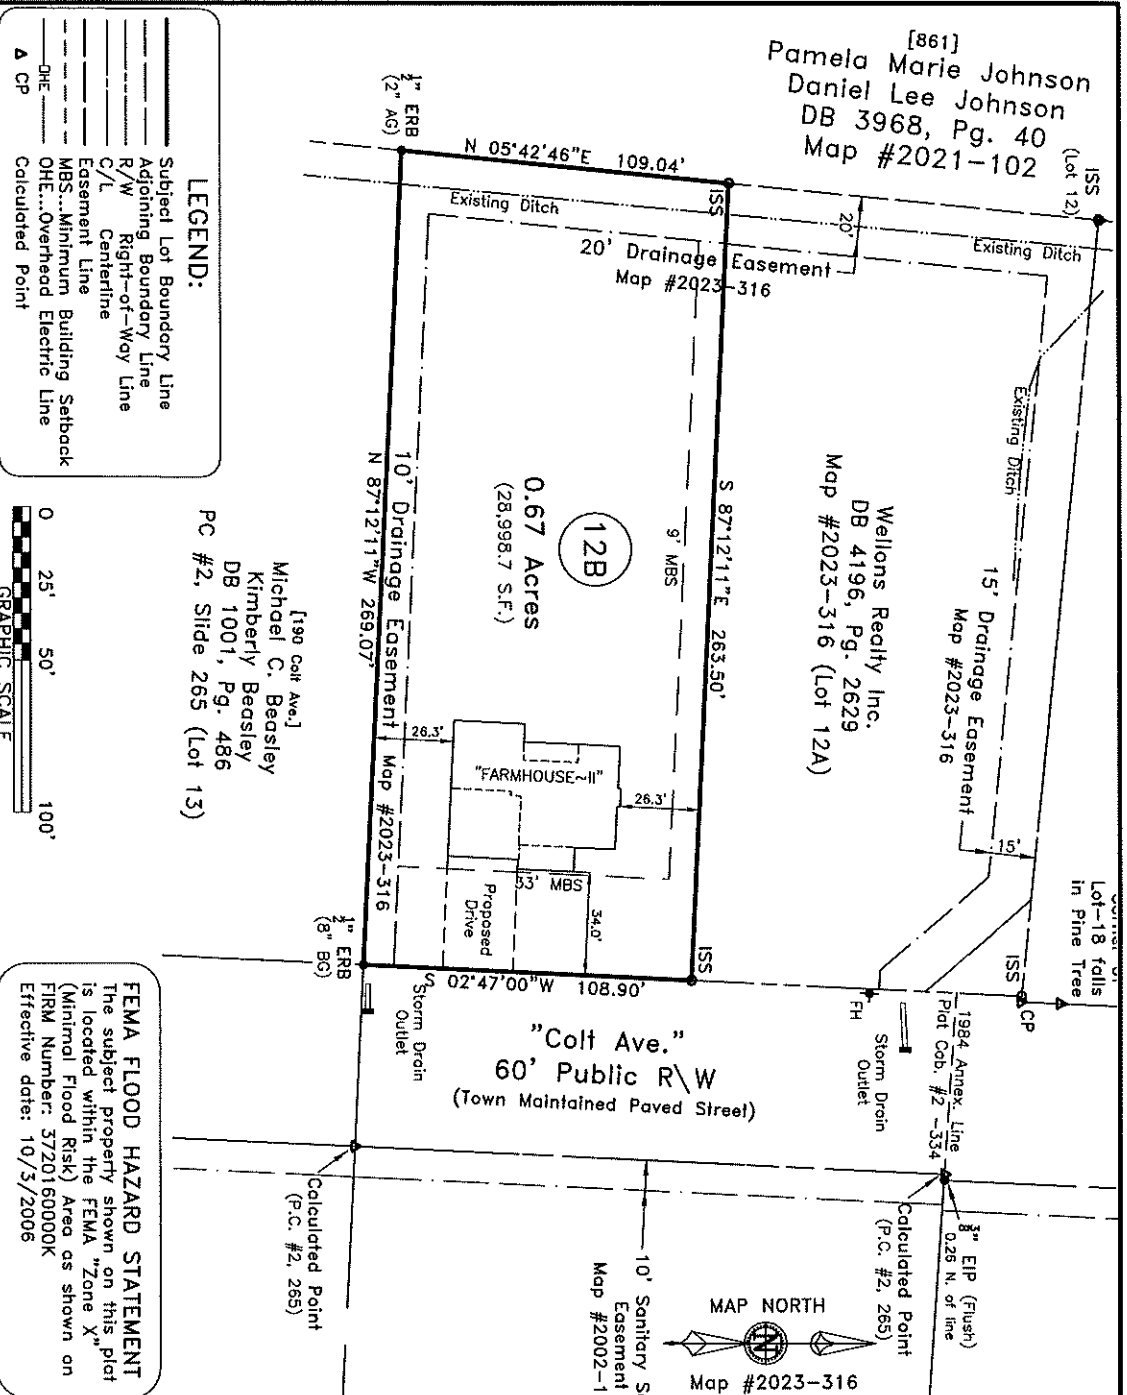 [861]
Pamela Marie Johnson
Daniel Lee Johnson
DB 3968, Pg. 40
Map #2021-102
(Lot 12)
ISS
1/2" ERB
(2" AG)
N 05°42'46"E 109.04'
ISS
Existing Ditch
20'
Existing Ditch
20' Drainage Easement
Map #2023-316
Existing Ditch
15' Drainage Easement
Map #2023-316
15'
Wellons Realty Inc.
DB 4196, Pg. 2629
Map #2023-316 (Lot 12A)
S 87°12'11"E 263.50'
9' MBS
12B
0.67 Acres
(28,998.7 S.F.)
10' Drainage Easement Map #2023-316
N 87°12'11"W 269.07'
26.3'
"FARMHOUSE~II"
26.3'
33' MBS
34.0'
Proposed
Drive
[190 Colt Ave.]
Michael C. Beasley
Kimberly Beasley
DB 1001, Pg. 486
PC #2, Slide 265 (Lot 13)
LEGEND:
Subject Lot Boundary Line
Adjoining Boundary Line
R/W Right-of-Way Line
C/L Centerline
Easement Line
MBS...Minimum Building Setback
OHE OHE...Overhead Electric Line
Δ CP Calculated Point
0 25' 50' 100'
GRAPHIC SCALE
Lot-18 falls
in Pine Tree
ISS
CP
ISS
FH
Storm Drain
Outlet
1984 Annex. Line
Plat Cab. #2 -334
1/2" ERB
(8" BG)
S 02°47'00"W 108.90'
Storm Drain
Outlet
"Colt Ave."
60' Public R\W
(Town Maintained Paved Street)
Calculated Point
(P.C. #2, 265)
Calculated Point
(P.C. #2, 265)
EIP (Flush)
0.26 N. of line
10' Sanitary S
Easement
Map #2002-1
MAP NORTH
N
Map #2023-316
FEMA FLOOD HAZARD STATEMENT
The subject property shown on this plat
is located within the FEMA "Zone X"
(Minimal Flood Risk) Area as shown on
FIRM Number: 3720160000K
Effective date: 10/3/2006